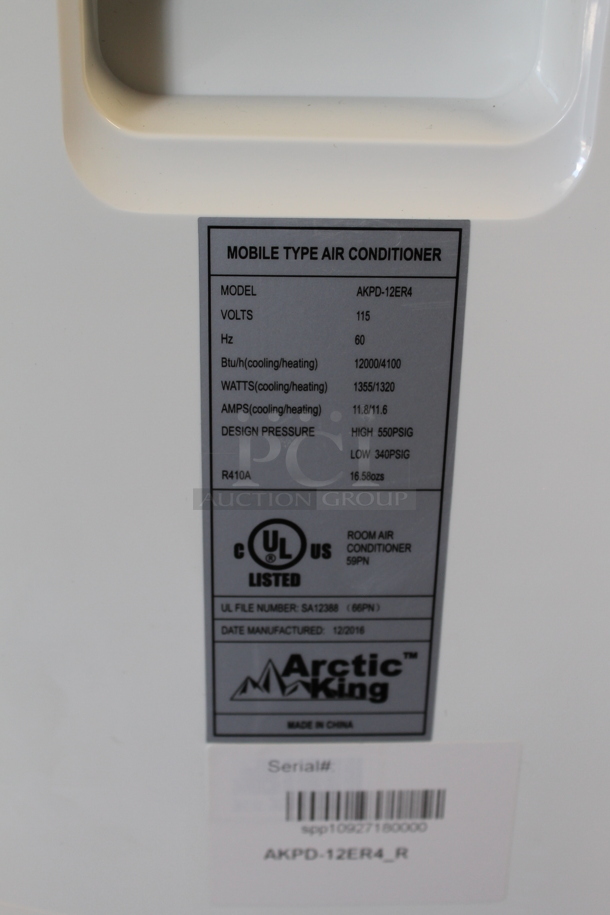 MOBILE TYPE AIR CONDITIONER
MODEL AKPD-12ER4
VOLTS 115
Hz 60
Btu/h(cooling/heating) 12000/4100
WATTS(cooling/heating) 1355/1320
AMPS(cooling/heating) 11.8/11.6
DESIGN PRESSURE HIGH 550PSIG
LOW 340PSIG
R410A 16.58ozs
PCI
AUCTION GROUP
C UL ® US
LISTED
ROOM AIR
CONDITIONER
59PN
UL FILE NUMBER: SA12388 (66PN)
DATE MANUFACTURED: 12/2016
Arctic™
King
MADE IN CHINA
Serial#:
spp10927180000
AKPD-12ER4_R